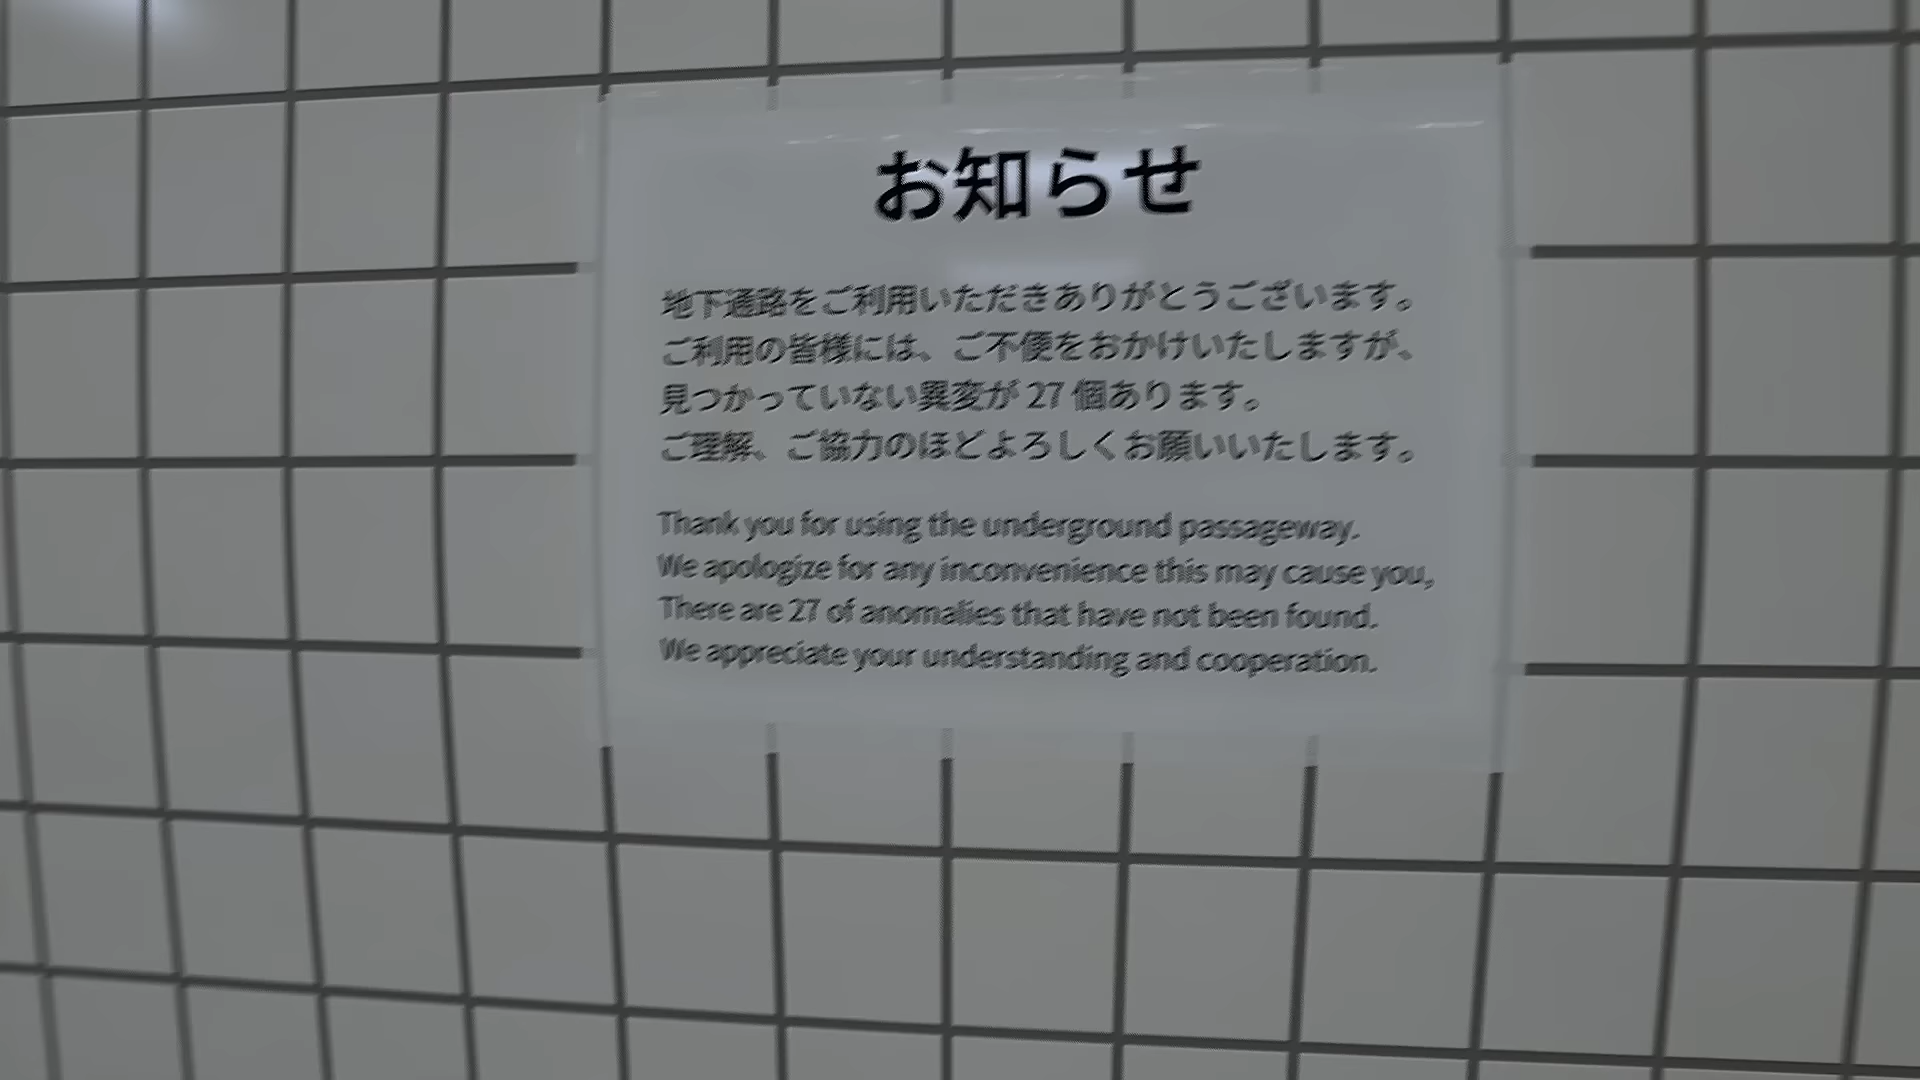 お知らせ
地下通路をご利用いただきありがとうございます。
ご利用の皆様には、ご不便をおかけいたしますが、
見つかっていない異変が 27 個あります。
ご理解、ご協力のほどよろしくお願いいたします。
Thank you for using the underground passageway.
We apologize for any inconvenience this may cause you,
There are 27 of anomalies that have not been found.
We appreciate your understanding and cooperation.